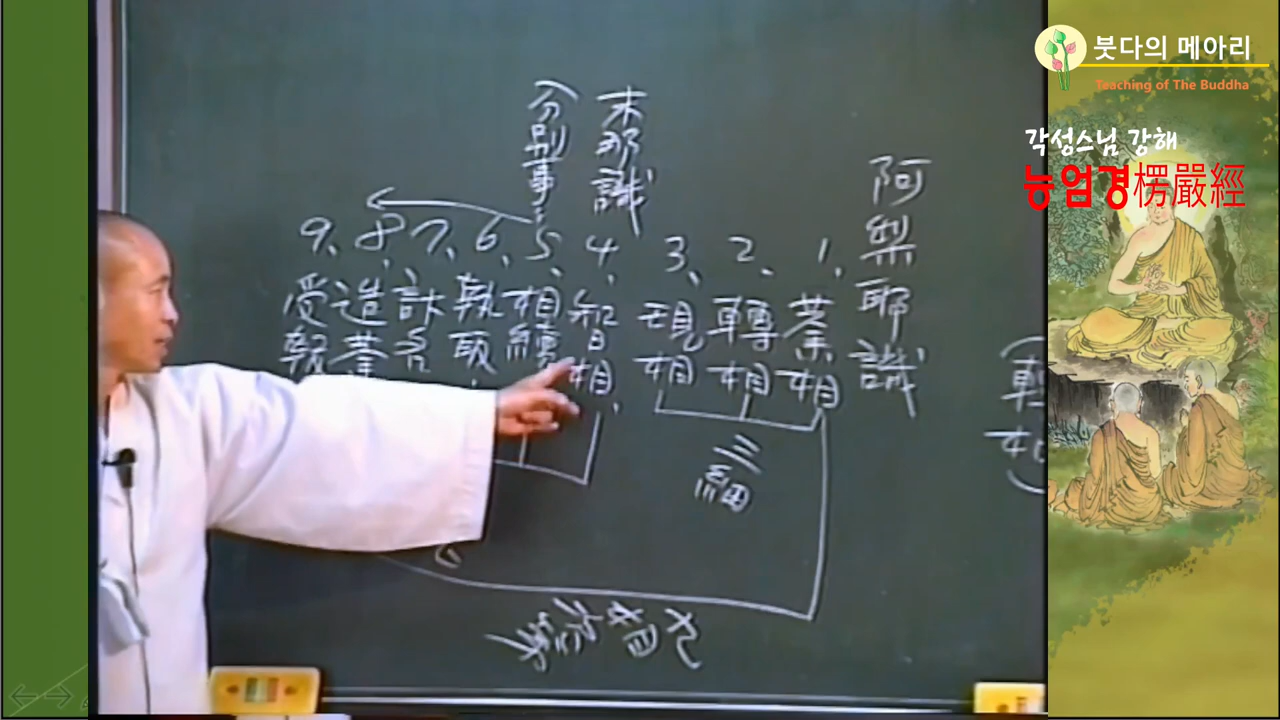 붓다의 메아리
Teaching of The Buddha
각성스님 강해
능엄경楞嚴經
阿梨耶識
末那識
分別事
1. 業相
2. 轉相
3. 現相
4. 智相
5. 相續
6. 執取
7. 計名
8. 造業
9. 受報
三細
九相
轉